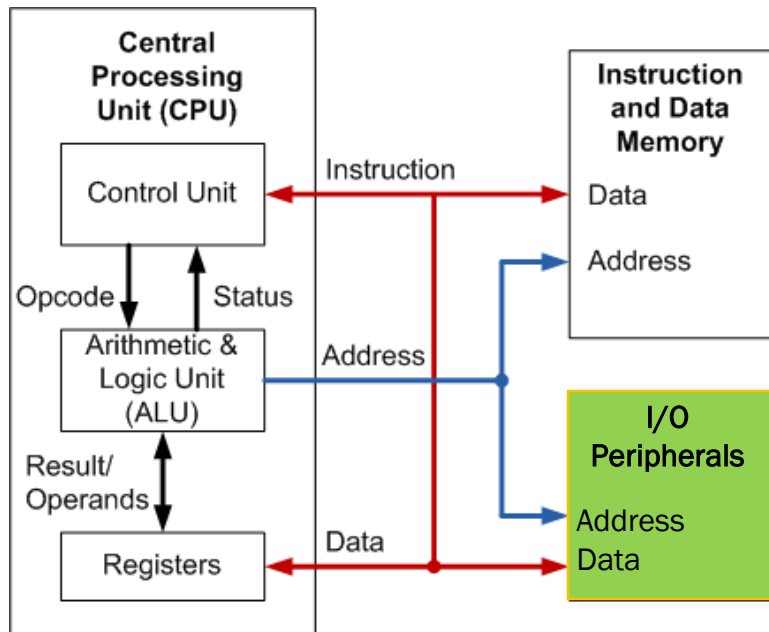 Central
Processing
Unit (CPU)
Control Unit
Opcode
Status
Arithmetic &
Logic Unit
(ALU)
Result/
Operands
Registers
Instruction
Address
Data
Instruction
and Data
Memory
Data
Address
I/O
Peripherals
Address
Data